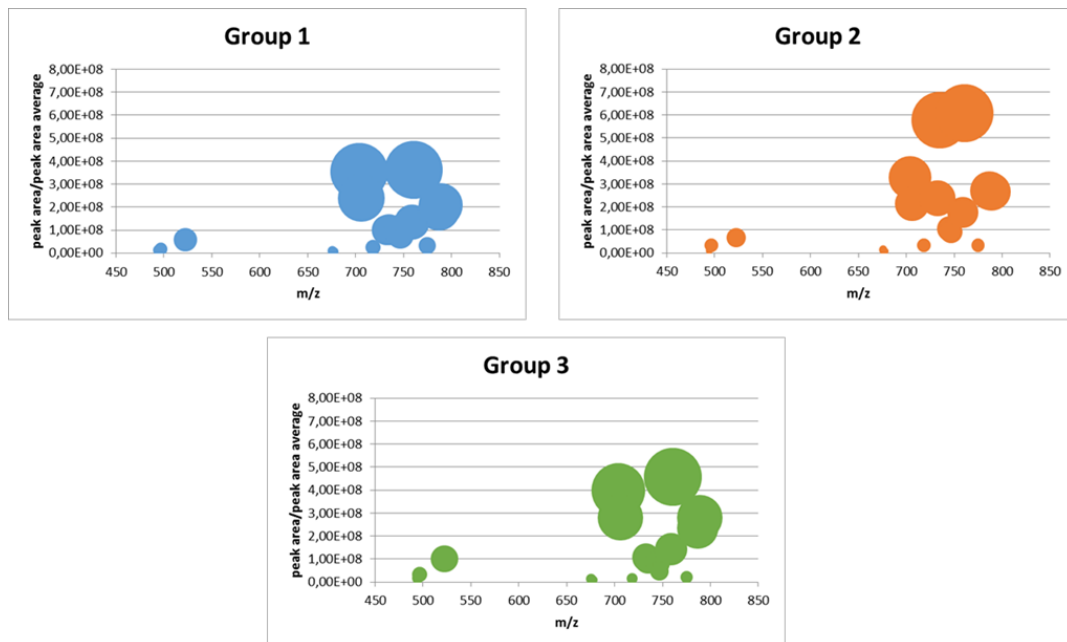 Group 1
peak area/peak area average
8,00E+08
7,00E+08
6,00E+08
5,00E+08
4,00E+08
3,00E+08
2,00E+08
1,00E+08
0,00E+00
450 500 550 600 650 700 750 800 850
m/z
Group 2
peak area/peak area average
8,00E+08
7,00E+08
6,00E+08
5,00E+08
4,00E+08
3,00E+08
2,00E+08
1,00E+08
0,00E+00
450 500 550 600 650 700 750 800 850
m/z
Group 3
peak area/peak area average
8,00E+08
7,00E+08
6,00E+08
5,00E+08
4,00E+08
3,00E+08
2,00E+08
1,00E+08
0,00E+00
450 500 550 600 650 700 750 800 850
m/z